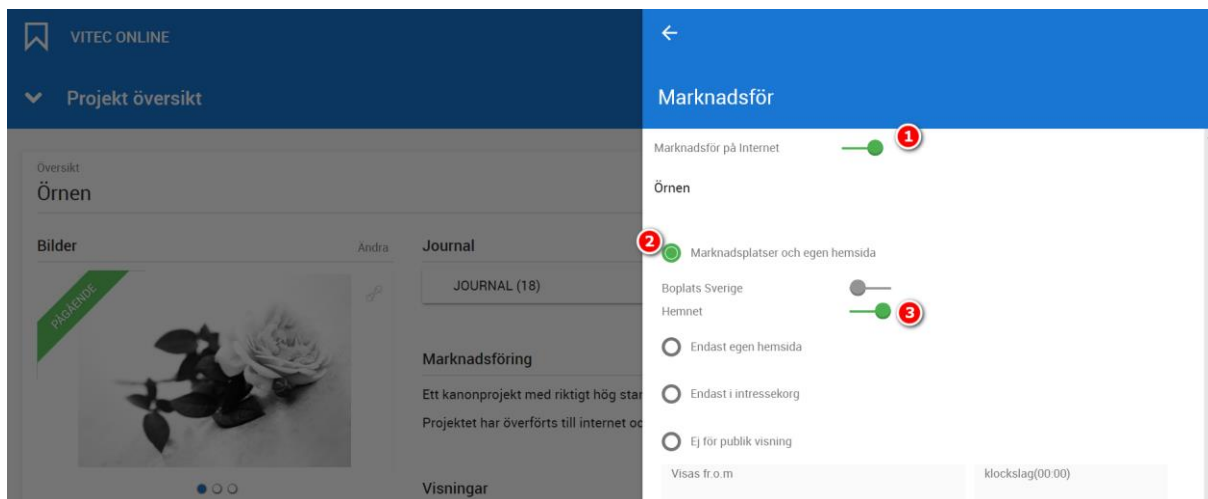 VITEC ONLINE
Projekt översikt
Översikt
Örnen
Bilder
Ändra
PÅGÅENDE
Journal
JOURNAL (18)
Marknadsföring
Ett kanonprojekt med riktigt hög star
Projektet har överförts till internet oc
Visningar
Marknadsför
Marknadsför på Internet
1
Örnen
2
Marknadsplatser och egen hemsida
Boplats Sverige
Hemnet
3
Endast egen hemsida
Endast i intressekorg
Ej för publik visning
Visas fr.o.m
klockslag(00:00)